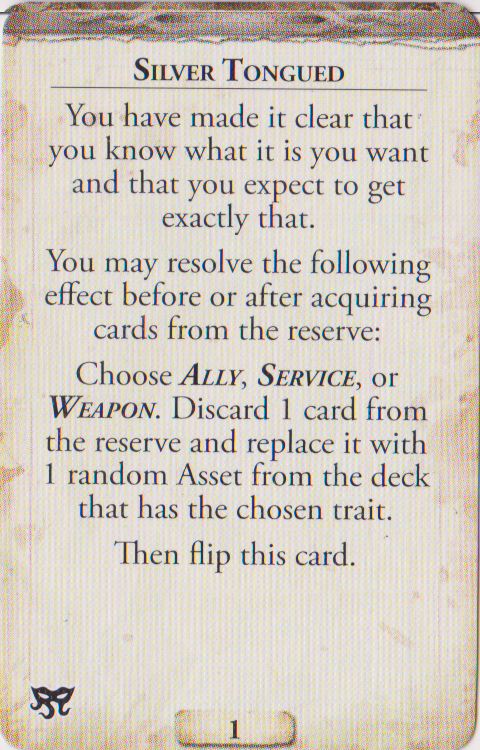 SILVER TONGUED
You have made it clear that
you know what it is you want
and that you expect to get
exactly that.
You may resolve the following
effect before or after acquiring
cards from the reserve:
Choose ALLY, SERVICE, or
WEAPON. Discard 1 card from
the reserve and replace it with
1 random Asset from the deck
that has the chosen trait.
Then flip this card.
1